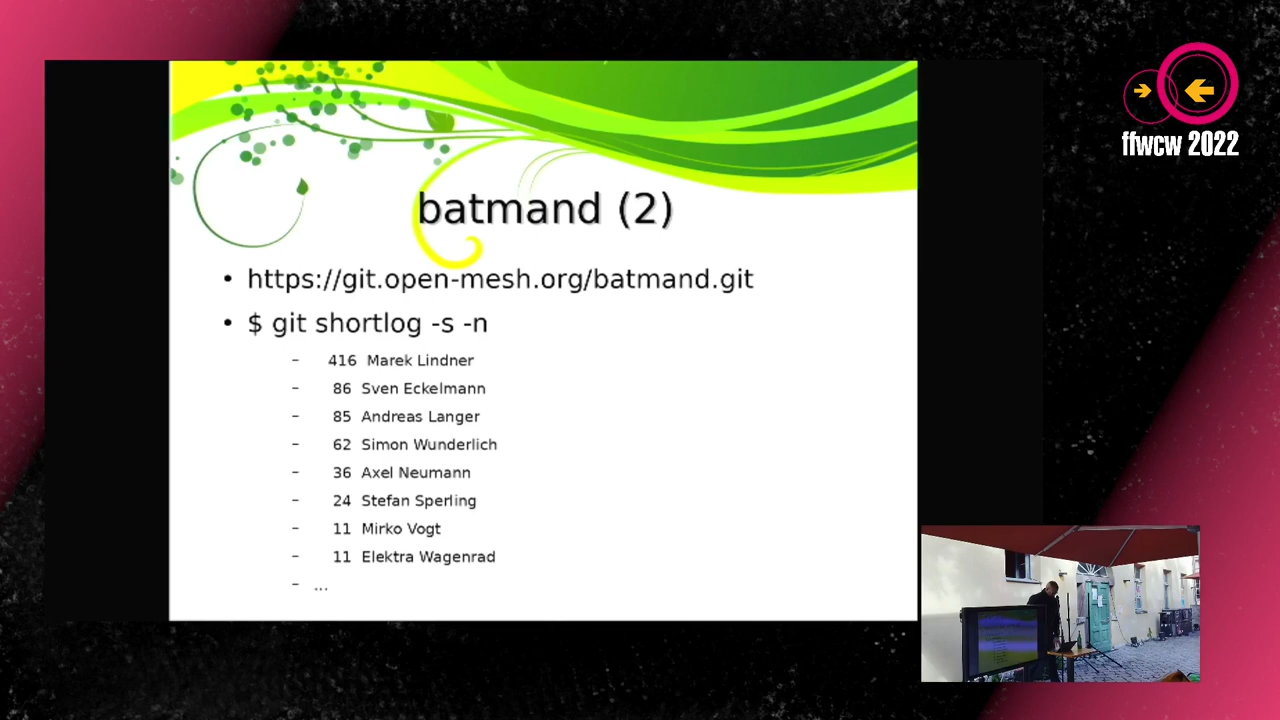 batmand (2)
• https://git.open-mesh.org/batmand.git
• $ git shortlog -s -n
– 416 Marek Lindner
– 86 Sven Eckelmann
– 85 Andreas Langer
– 62 Simon Wunderlich
– 36 Axel Neumann
– 24 Stefan Sperling
– 11 Mirko Vogt
– 11 Elektra Wagenrad
– ...
ffwcw 2022